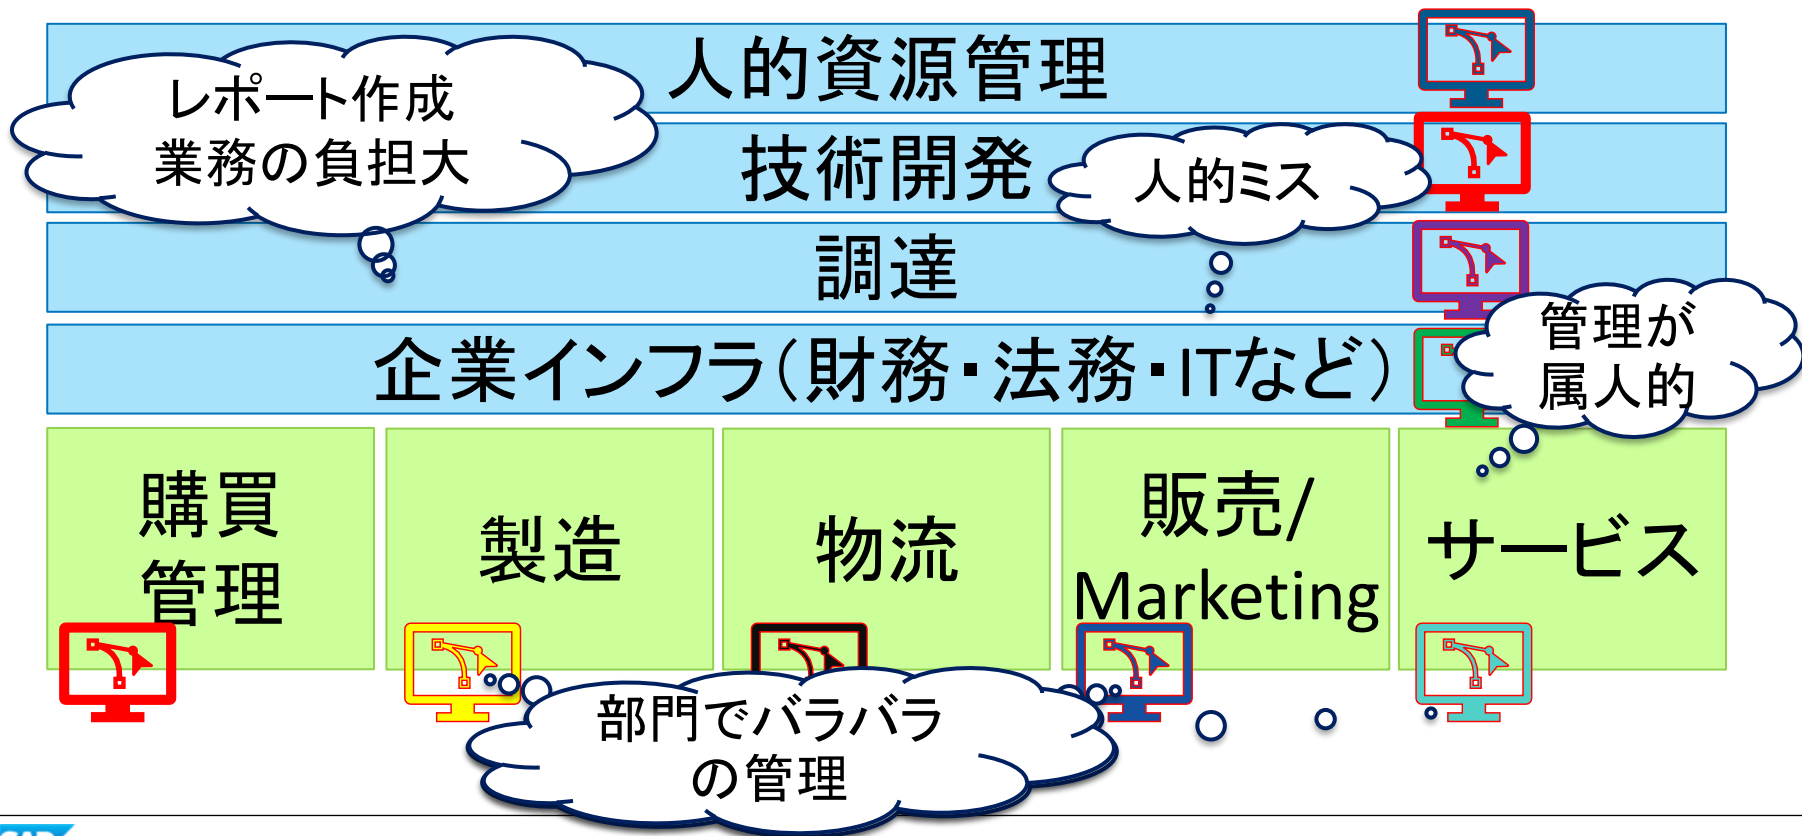 人的資源管理
レポート作成
業務の負担大
技術開発
人的ミス
調達
管理が
属人的
企業インフラ（財務・法務・ITなど）
購買
管理
製造
物流
販売/
Marketing
サービス
部門でバラバラ
の管理